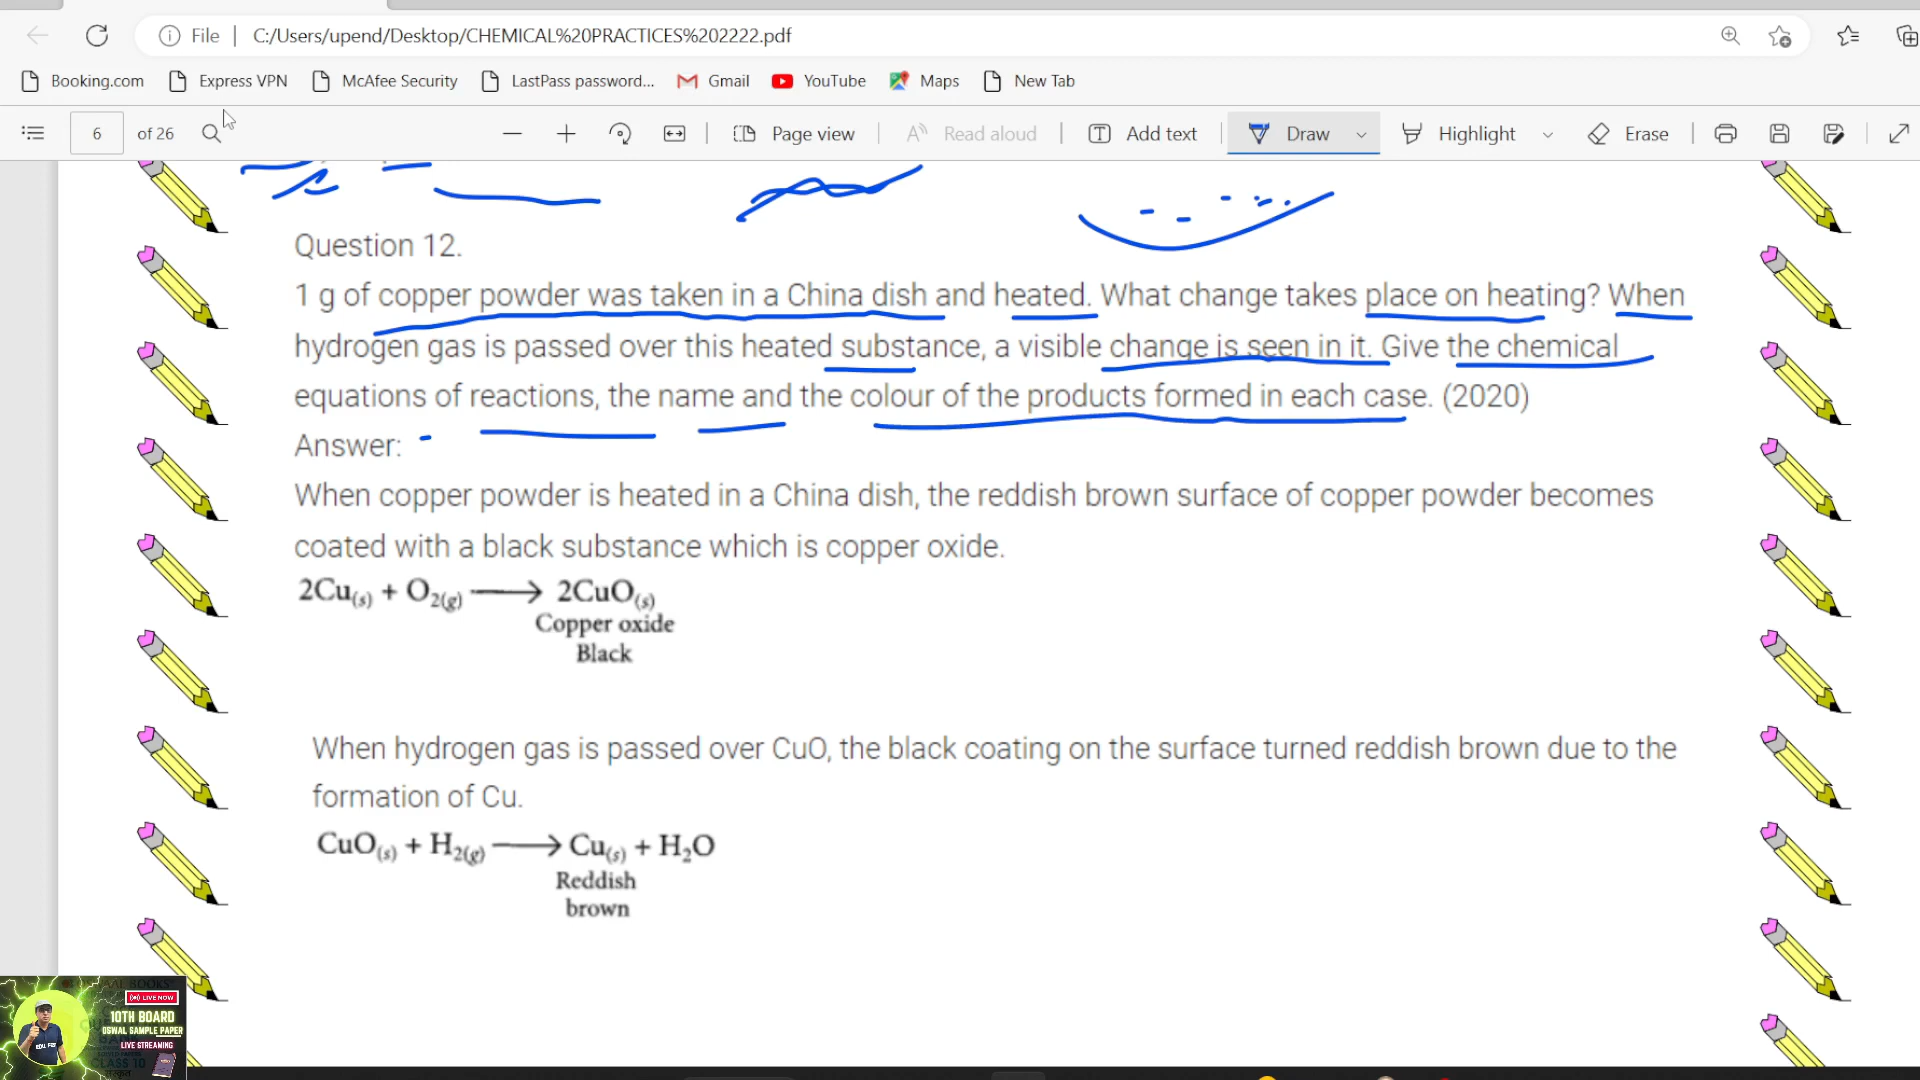 File C:/Users/upend/Desktop/CHEMICAL%20PRACTICES%202222.pdf
Booking.com Express VPN McAfee Security LastPass password... Gmail YouTube Maps New Tab
6 of 26 Page view Read aloud Add text Draw Highlight Erase
Question 12.
1 g of copper powder was taken in a China dish and heated. What change takes place on heating? When
hydrogen gas is passed over this heated substance, a visible change is seen in it. Give the chemical
equations of reactions, the name and the colour of the products formed in each case. (2020)
Answer:
When copper powder is heated in a China dish, the reddish brown surface of copper powder becomes
coated with a black substance which is copper oxide.
2Cu(s) + O2(g) ⟶ 2CuO(s)
Copper oxide
Black
When hydrogen gas is passed over CuO, the black coating on the surface turned reddish brown due to the
formation of Cu.
CuO(s) + H2(g) ⟶ Cu(s) + H2O
Reddish
brown
LIVE NOW
10TH BOARD
OSWAL SAMPLE PAPER
LIVE STREAMING
CLASS 10